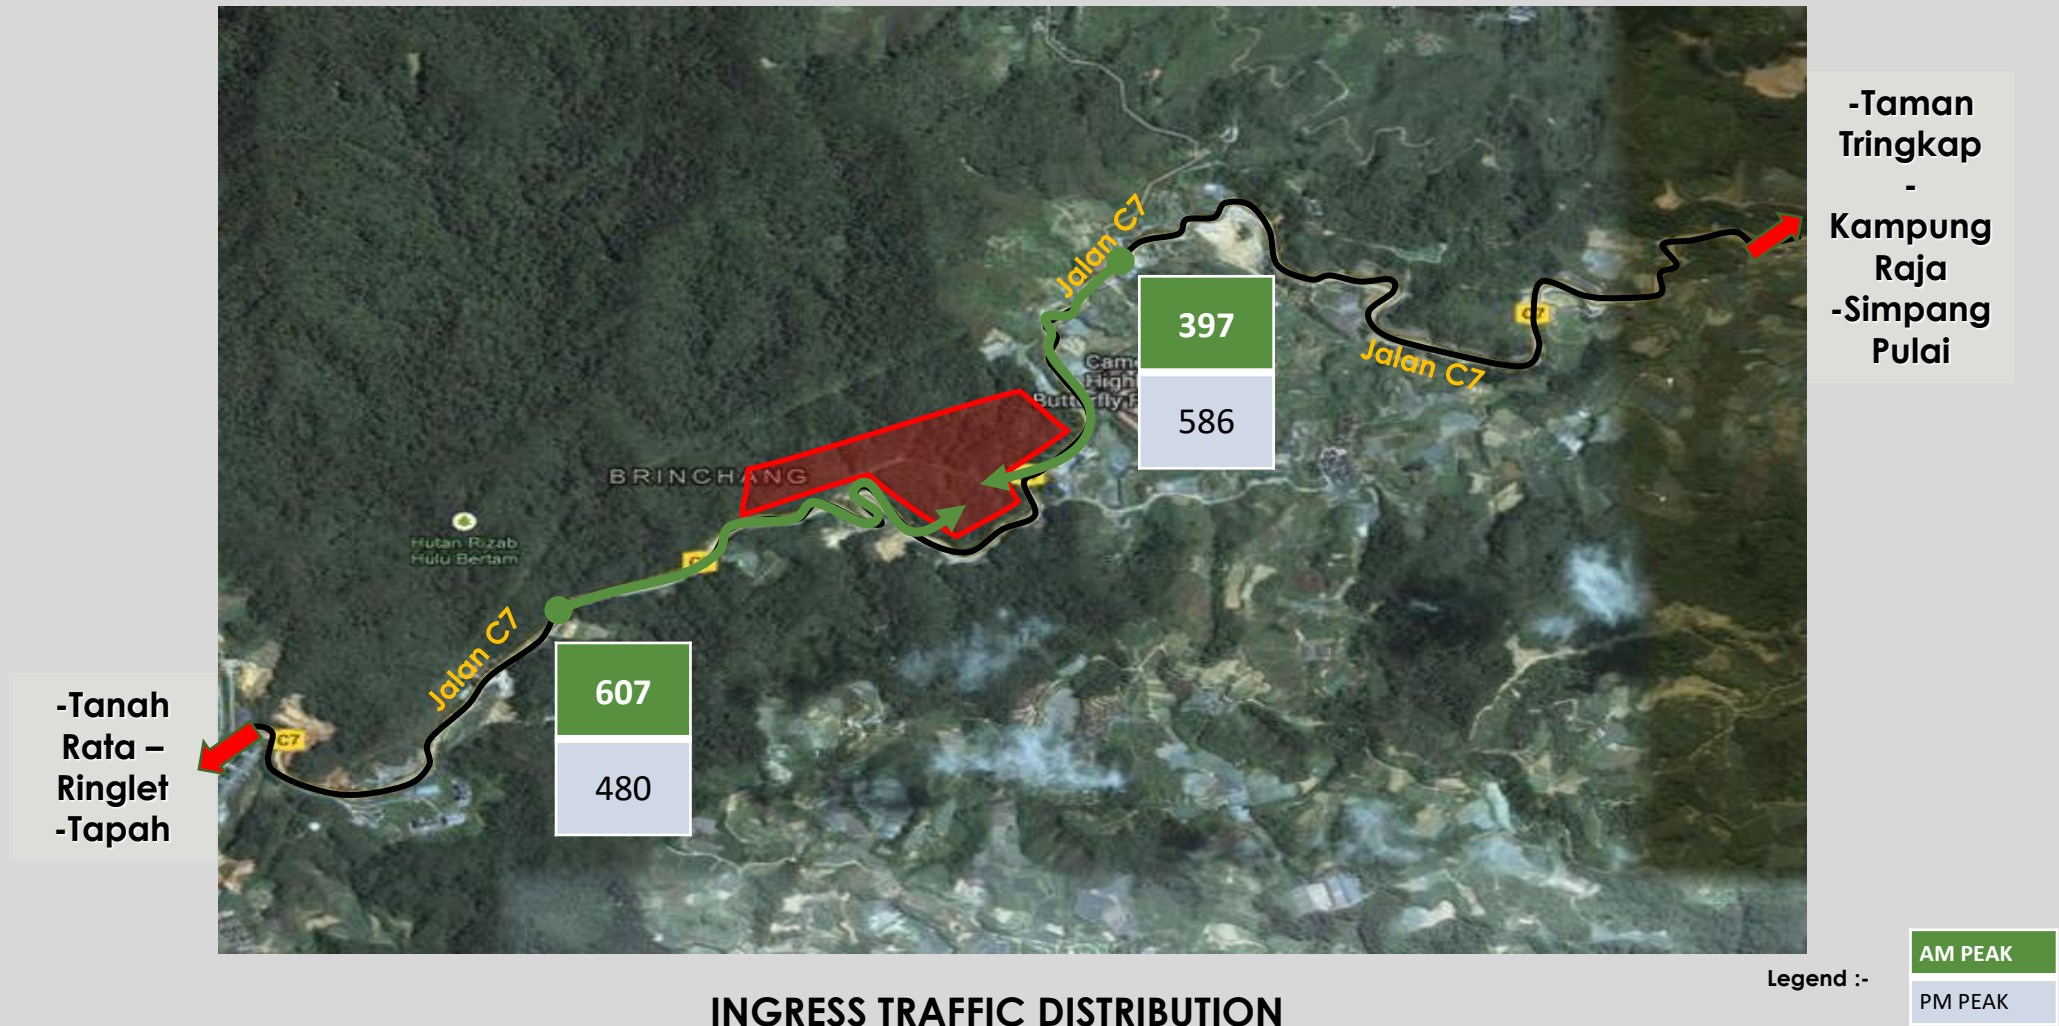 -Taman
Tringkap
-
Kampung
Raja
-Simpang
Pulai
Jalan C7
397
586
C7
Jalan C7
BRINCHANG
Hutan Rizab
Hulu Bertam
Jalan C7
607
480
-Tanah
Rata –
Ringlet
-Tapah
C7
Legend :-
AM PEAK
PM PEAK
INGRESS TRAFFIC DISTRIBUTION